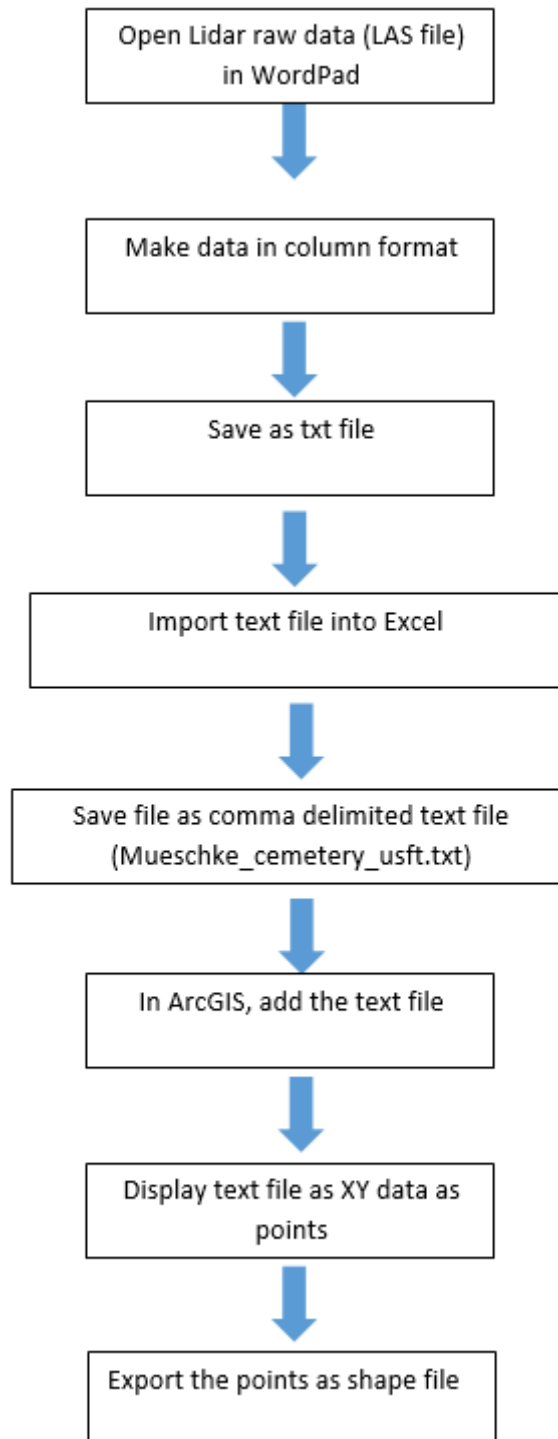 Open Lidar raw data (LAS file)
in WordPad
Make data in column format
Save as txt file
Import text file into Excel
Save file as comma delimited text file
(Mueschke_cemetery_usft.txt)
In ArcGIS, add the text file
Display text file as XY data as
points
Export the points as shape file